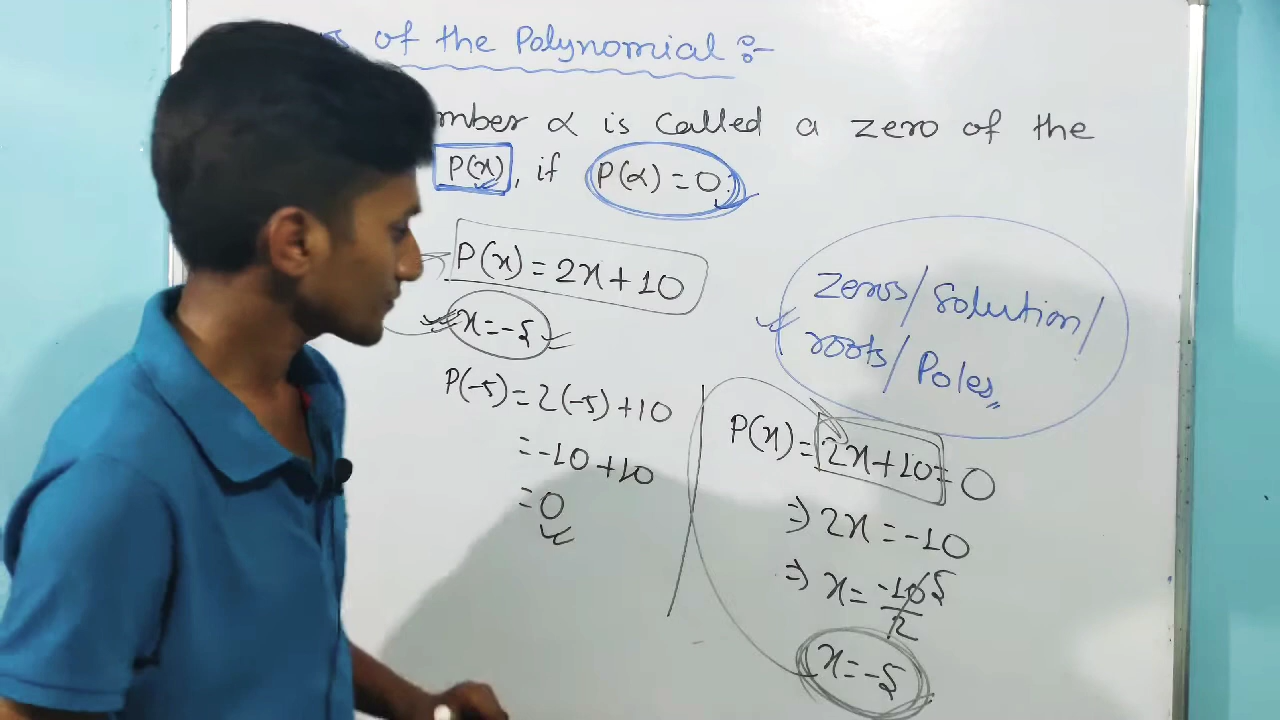 of the Polynomial :-
is called a zero of the
P(x), if P(α) = 0.
P(x) = 2x+10
x = -5
P(-5) = 2(-5) + 10
= -10 + 10
= 0
Zeros/Solution/
roots/Poles,,
P(x) = 2x+10 = 0
⇒ 2x = -10
⇒ x = -10/2 5
x = -5